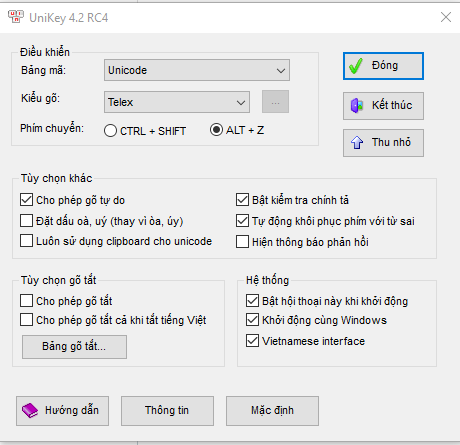 UniKey 4.2 RC4
Điều khiển
Bảng mã:
Unicode
Đóng
Kiểu gõ:
Telex
...
Kết thúc
Phím chuyển:
CTRL + SHIFT
ALT + Z
Thu nhỏ
Tùy chọn khác
Cho phép gõ tự do
Bật kiểm tra chính tả
Đặt dấu oà, uý (thay vì òa, úy)
Tự động khôi phục phím với từ sai
Luôn sử dụng clipboard cho unicode
Hiện thông báo phản hồi
Tùy chọn gõ tắt
Hệ thống
Cho phép gõ tắt
Bật hội thoại này khi khởi động
Cho phép gõ tắt cả khi tắt tiếng Việt
Khởi động cùng Windows
Bảng gõ tắt...
Vietnamese interface
Hướng dẫn
Thông tin
Mặc định